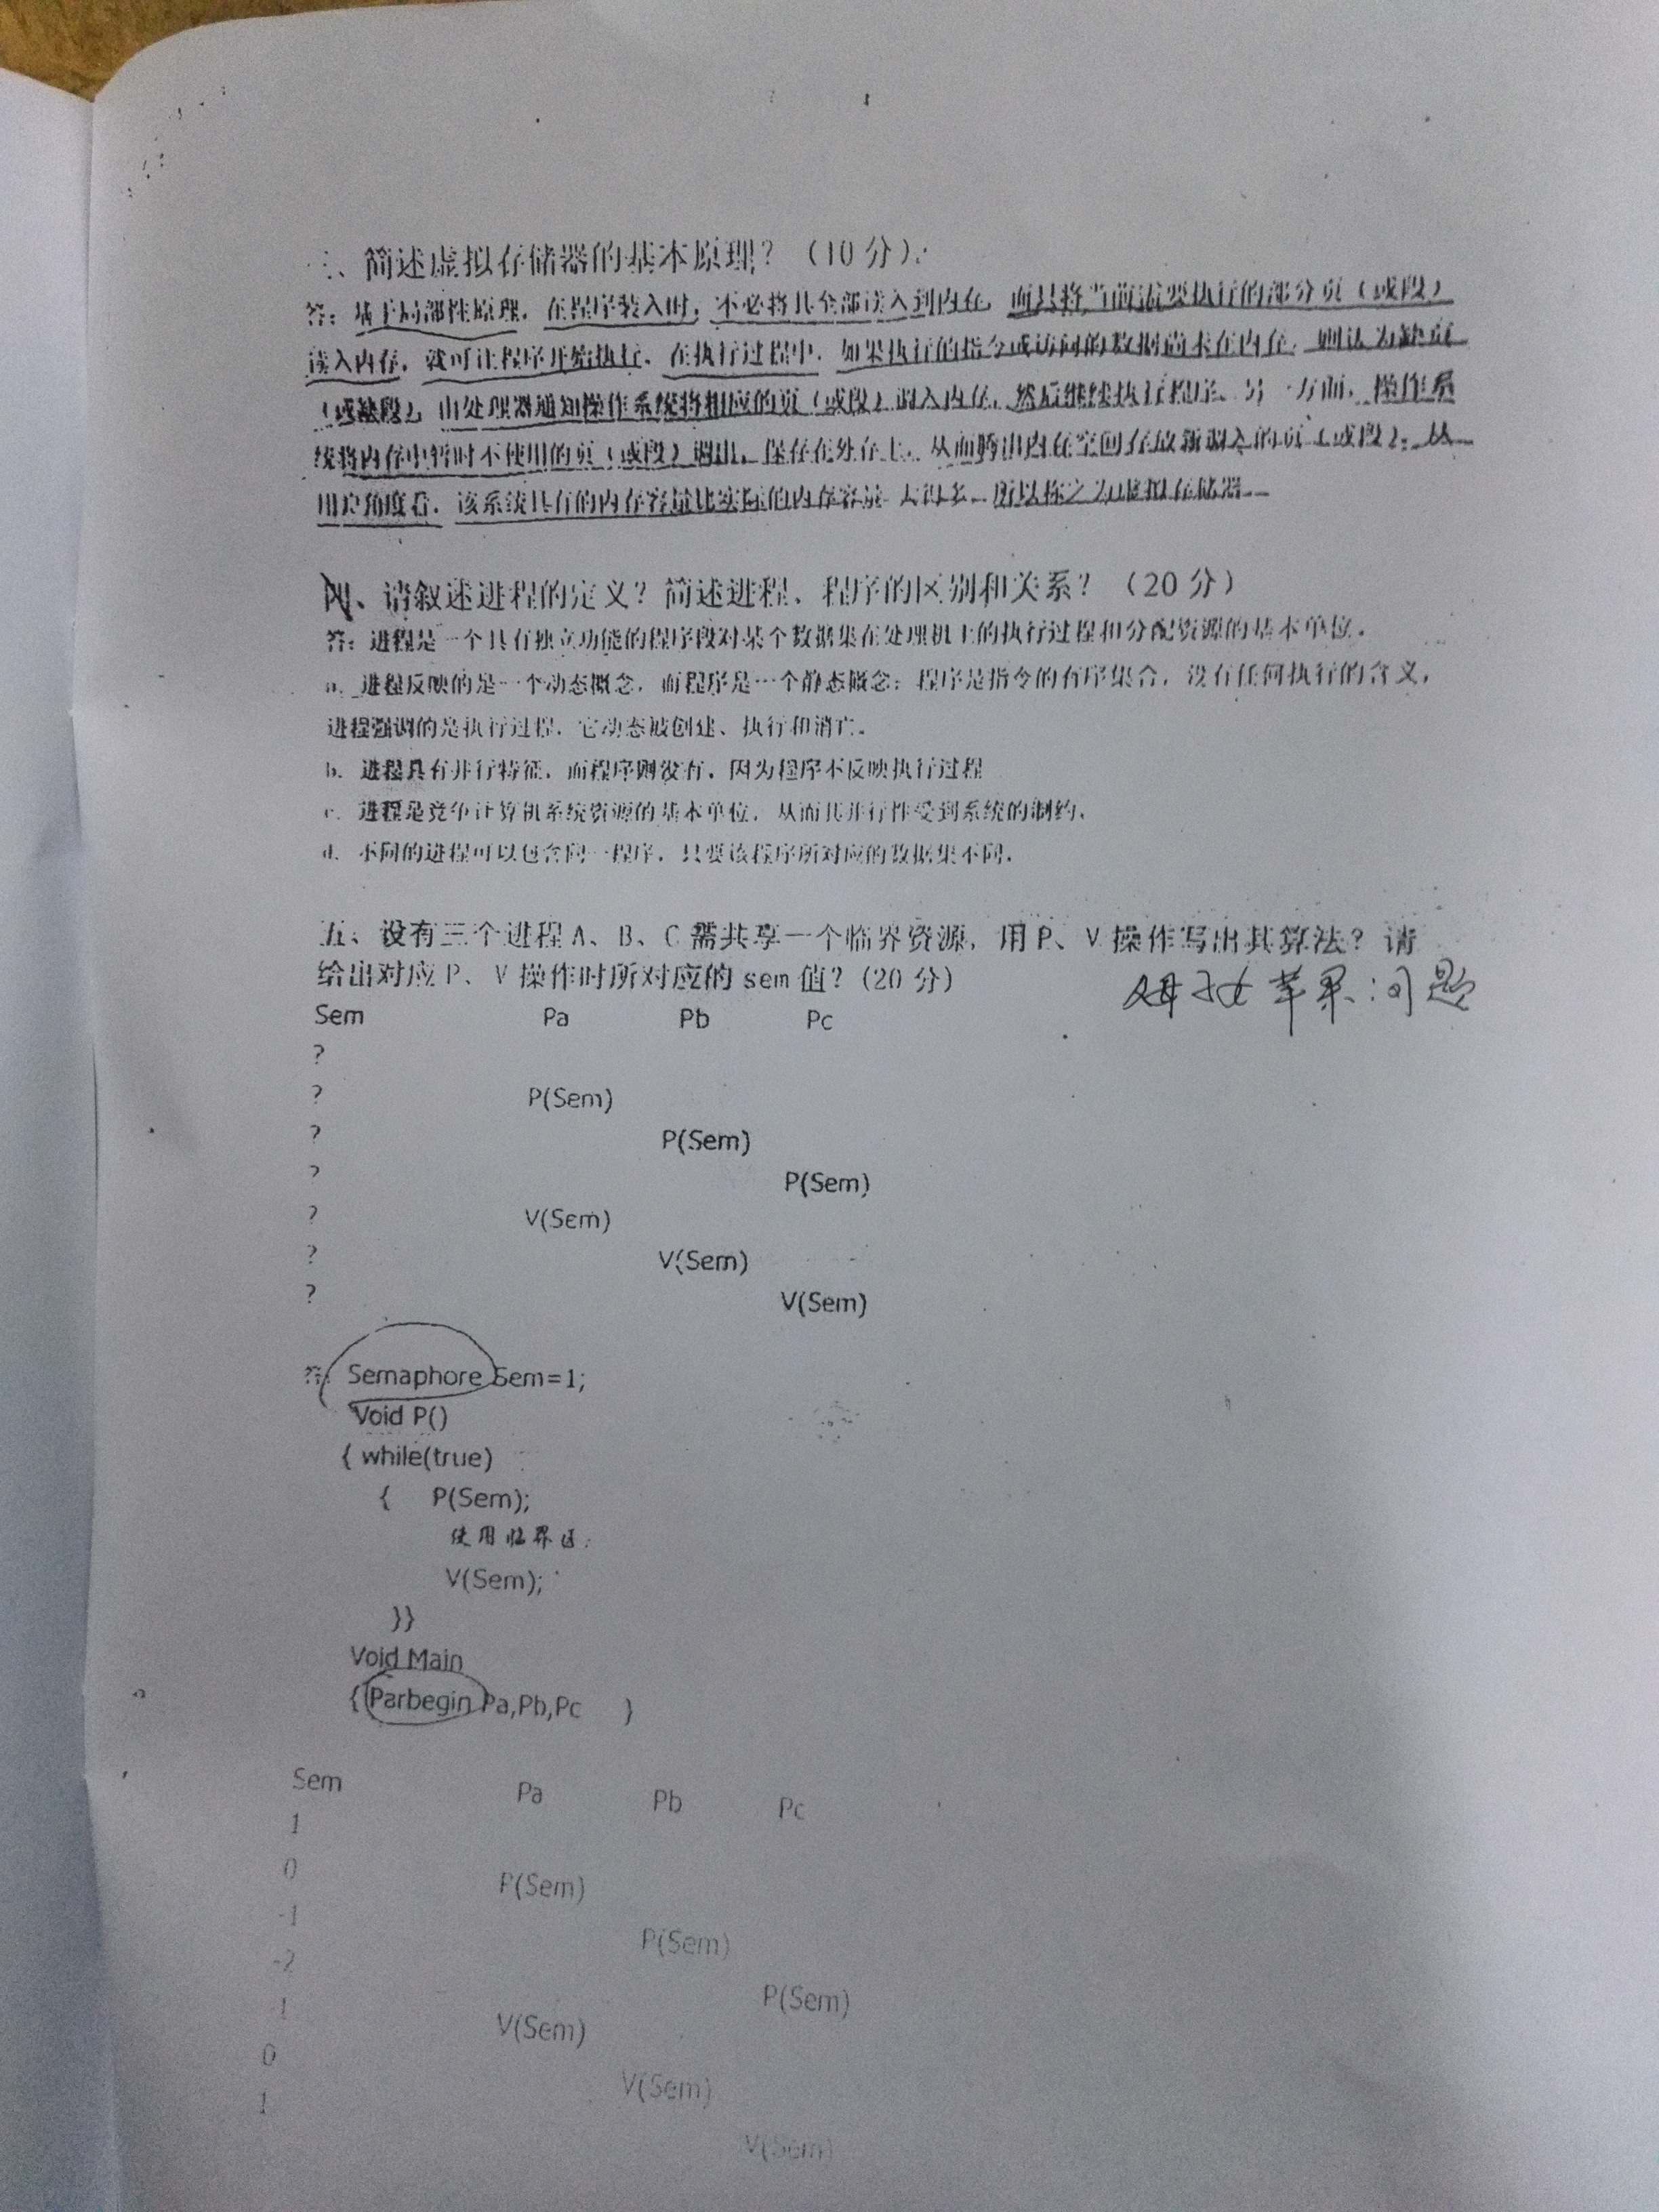 、简述虚拟存储器的基本原理？（10 分）.
答：基于局部性原理，在程序装入时，不必将其全部读入到内存，而只将当前需要执行的部分页（或段）
读入内存，就可让程序开始执行。在执行过程中，如果执行的指令或访问的数据尚未在内存，则认为缺页
（或缺段），由处理器通知操作系统将相应的页（或段）调入内存，然后继续执行程序。另一方面，操作系
统将内存中暂时不使用的页（或段）调出，保存在外存上，从而腾出内存空间存放新调入的页（或段）；从
用户角度看，该系统具有的内存容量比实际的内存容量大得多，所以称之为虚拟存储器
四、请叙述进程的定义？简述进程、程序的区别和关系？（20 分）
答：进程是一个具有独立功能的程序段对某个数据集在处理机上的执行过程和分配资源的基本单位。
a. 进程反映的是一个动态概念，而程序是一个静态概念；程序是指令的有序集合，没有任何执行的含义，
进程强调的是执行过程，它动态被创建、执行和消亡。
b. 进程具有并行特征，而程序则没有，因为程序不反映执行过程
c. 进程是竞争计算机系统资源的基本单位，从而其并行性受到系统的制约。
d. 不同的进程可以包含同一程序，只要该程序所对应的数据集不同。
五、设有三个进程 A、B、C 需共享一个临界资源，用 P、V 操作写出其算法？请
给出对应 P、V 操作时所对应的 sem 值？（20 分）
苹果问题
Sem Pa Pb Pc
?
? P(Sem)
? P(Sem)
? P(Sem)
? V(Sem)
? V(Sem)
? V(Sem)
答: Semaphore Sem=1;
Void P()
{ while(true)
{ P(Sem);
使用临界区;
V(Sem);
}}
Void Main
{ Parbegin Pa,Pb,Pc }
Sem Pa Pb Pc
1
0 P(Sem)
-1 P(Sem)
-2 P(Sem)
1 V(Sem)
0 V(Sem)
1 V(Sem)